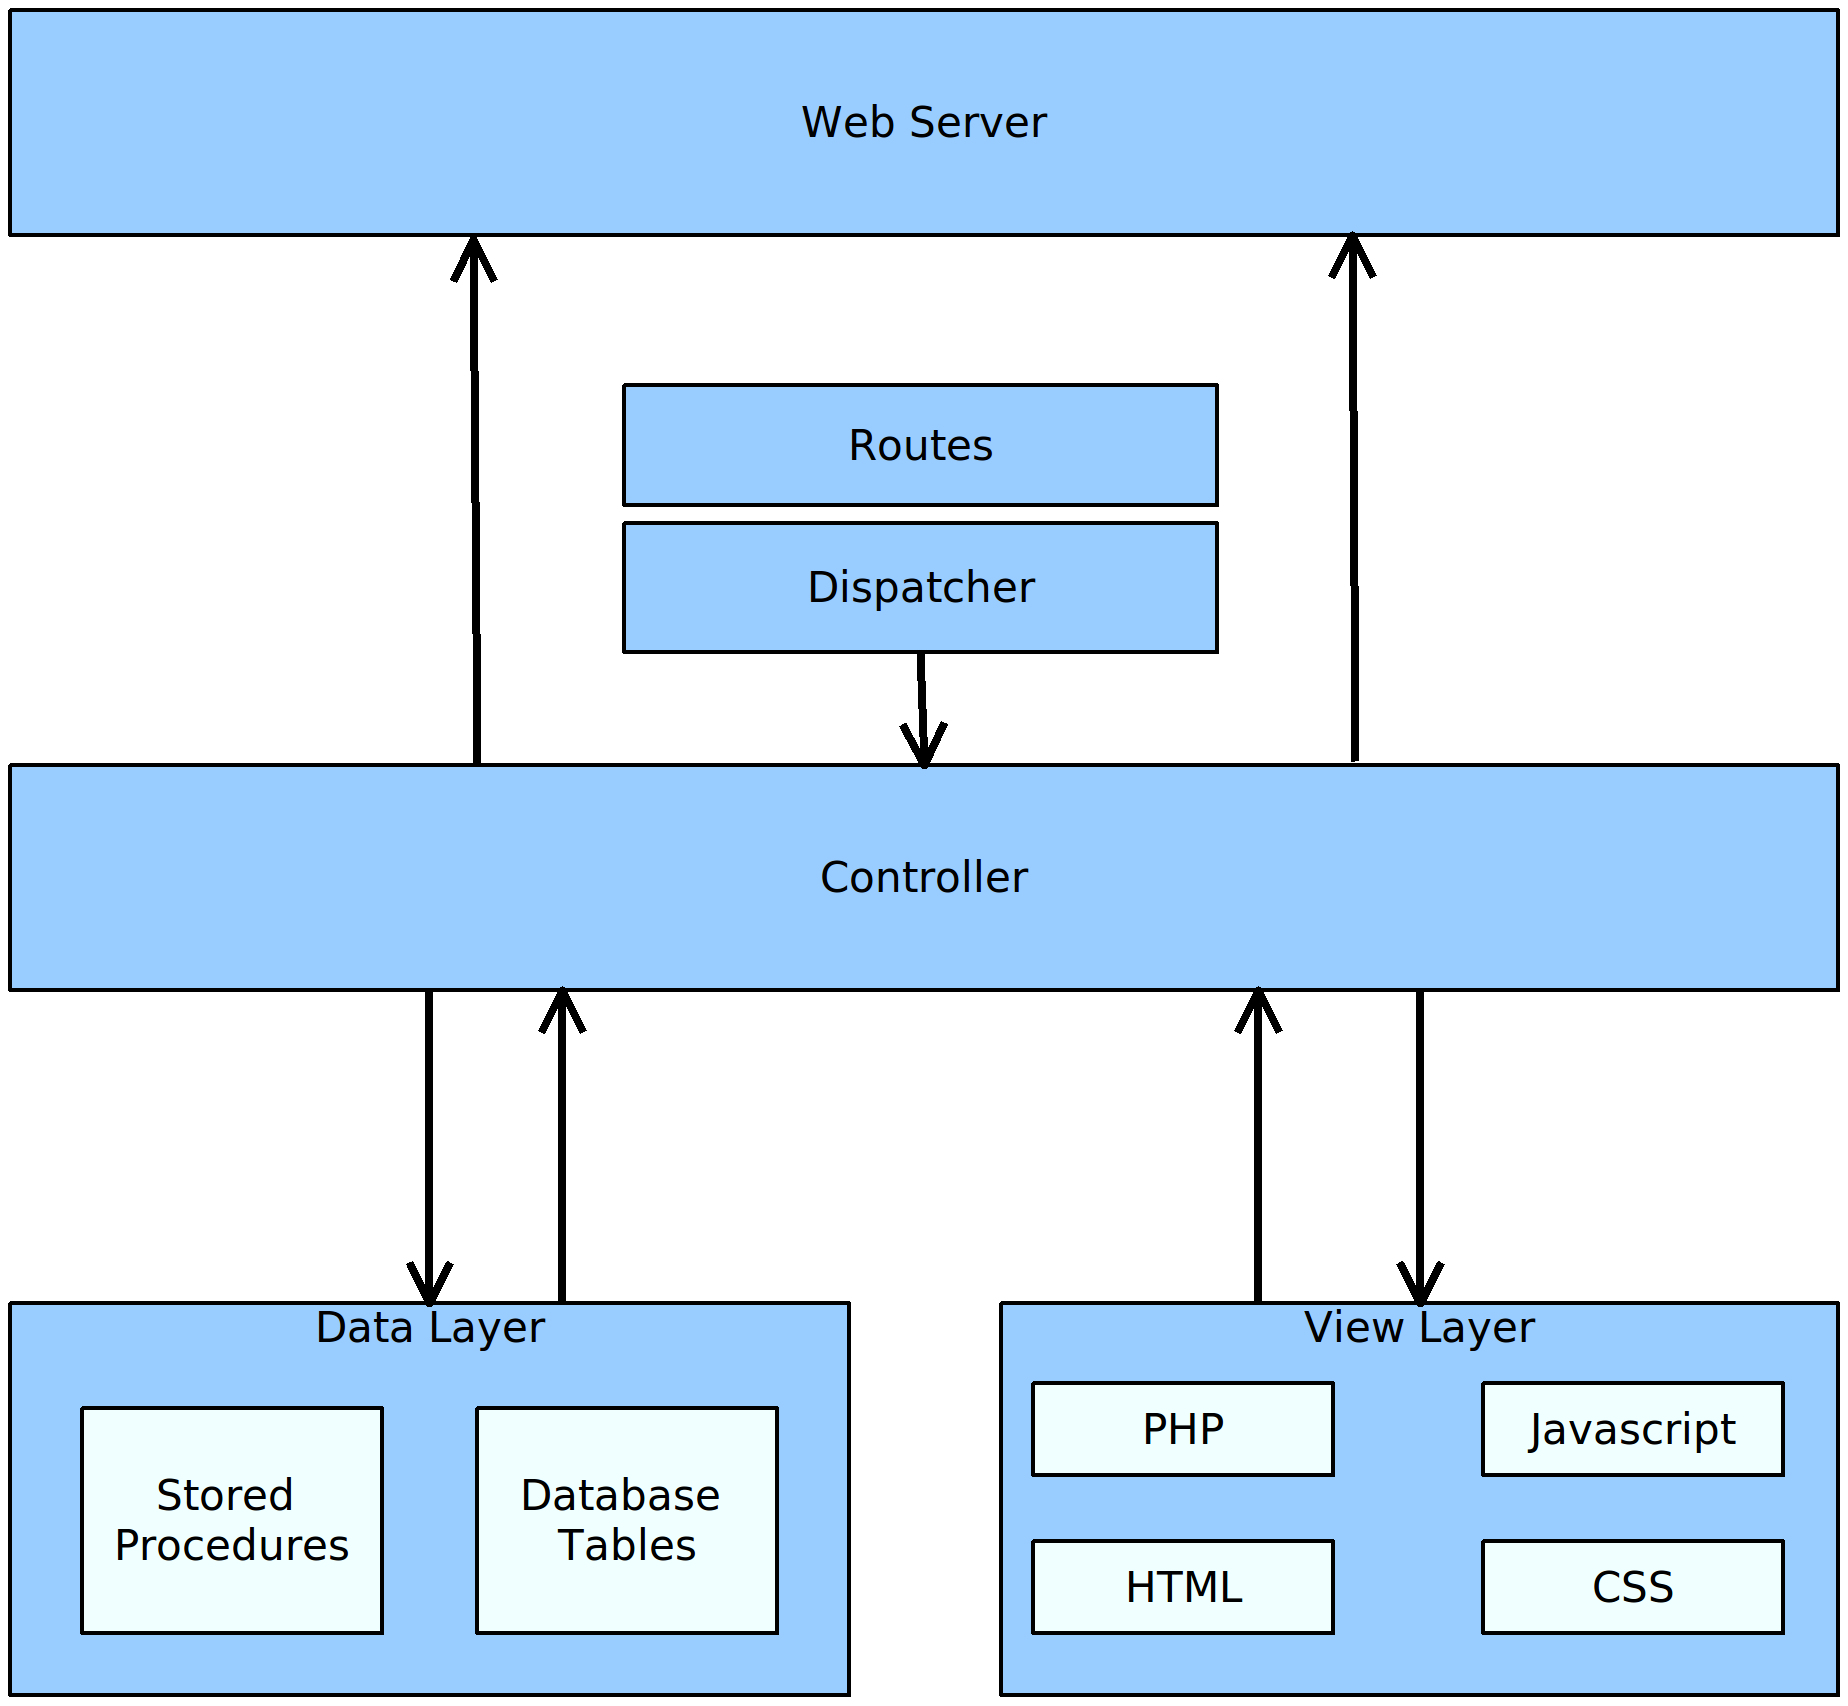 Web Server
Routes
Dispatcher
Controller
Data Layer
Stored
Procedures
Database
Tables
View Layer
PHP
Javascript
HTML
CSS